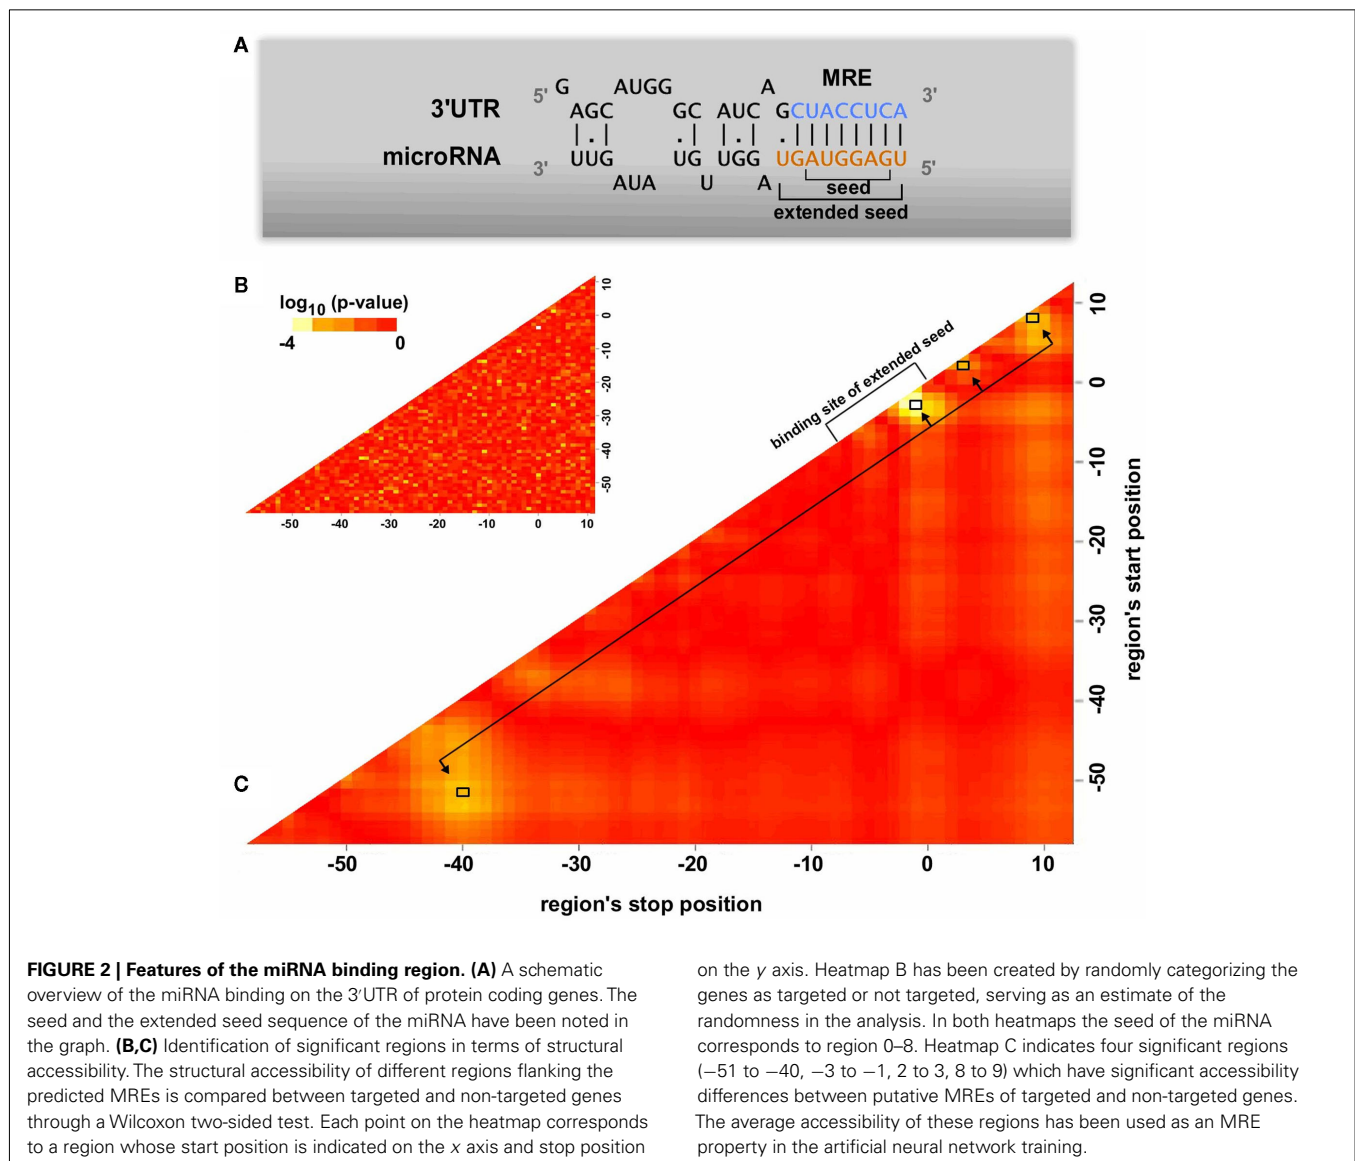 A
G AUGG A MRE
5' 3'
3'UTR AGC GC AUC GCUACCUCA
microRNA UUG UG UGG UGAUGGAGU
3' 5'
AUA U A seed
extended seed
B
log10 (p-value)
-4 0
10
0
-10
-20
-30
-40
-50
-50 -40 -30 -20 -10 0 10
C
binding site of extended seed
10
0
-10
-20
-30
-40
-50
region's start position
-50 -40 -30 -20 -10 0 10
region's stop position
FIGURE 2 | Features of the miRNA binding region. (A) A schematic
overview of the miRNA binding on the 3′UTR of protein coding genes. The
seed and the extended seed sequence of the miRNA have been noted in
the graph. (B,C) Identification of significant regions in terms of structural
accessibility. The structural accessibility of different regions flanking the
predicted MREs is compared between targeted and non-targeted genes
through a Wilcoxon two-sided test. Each point on the heatmap corresponds
to a region whose start position is indicated on the x axis and stop position
on the y axis. Heatmap B has been created by randomly categorizing the
genes as targeted or not targeted, serving as an estimate of the
randomness in the analysis. In both heatmaps the seed of the miRNA
corresponds to region 0–8. Heatmap C indicates four significant regions
(−51 to −40, −3 to −1, 2 to 3, 8 to 9) which have significant accessibility
differences between putative MREs of targeted and non-targeted genes.
The average accessibility of these regions has been used as an MRE
property in the artificial neural network training.